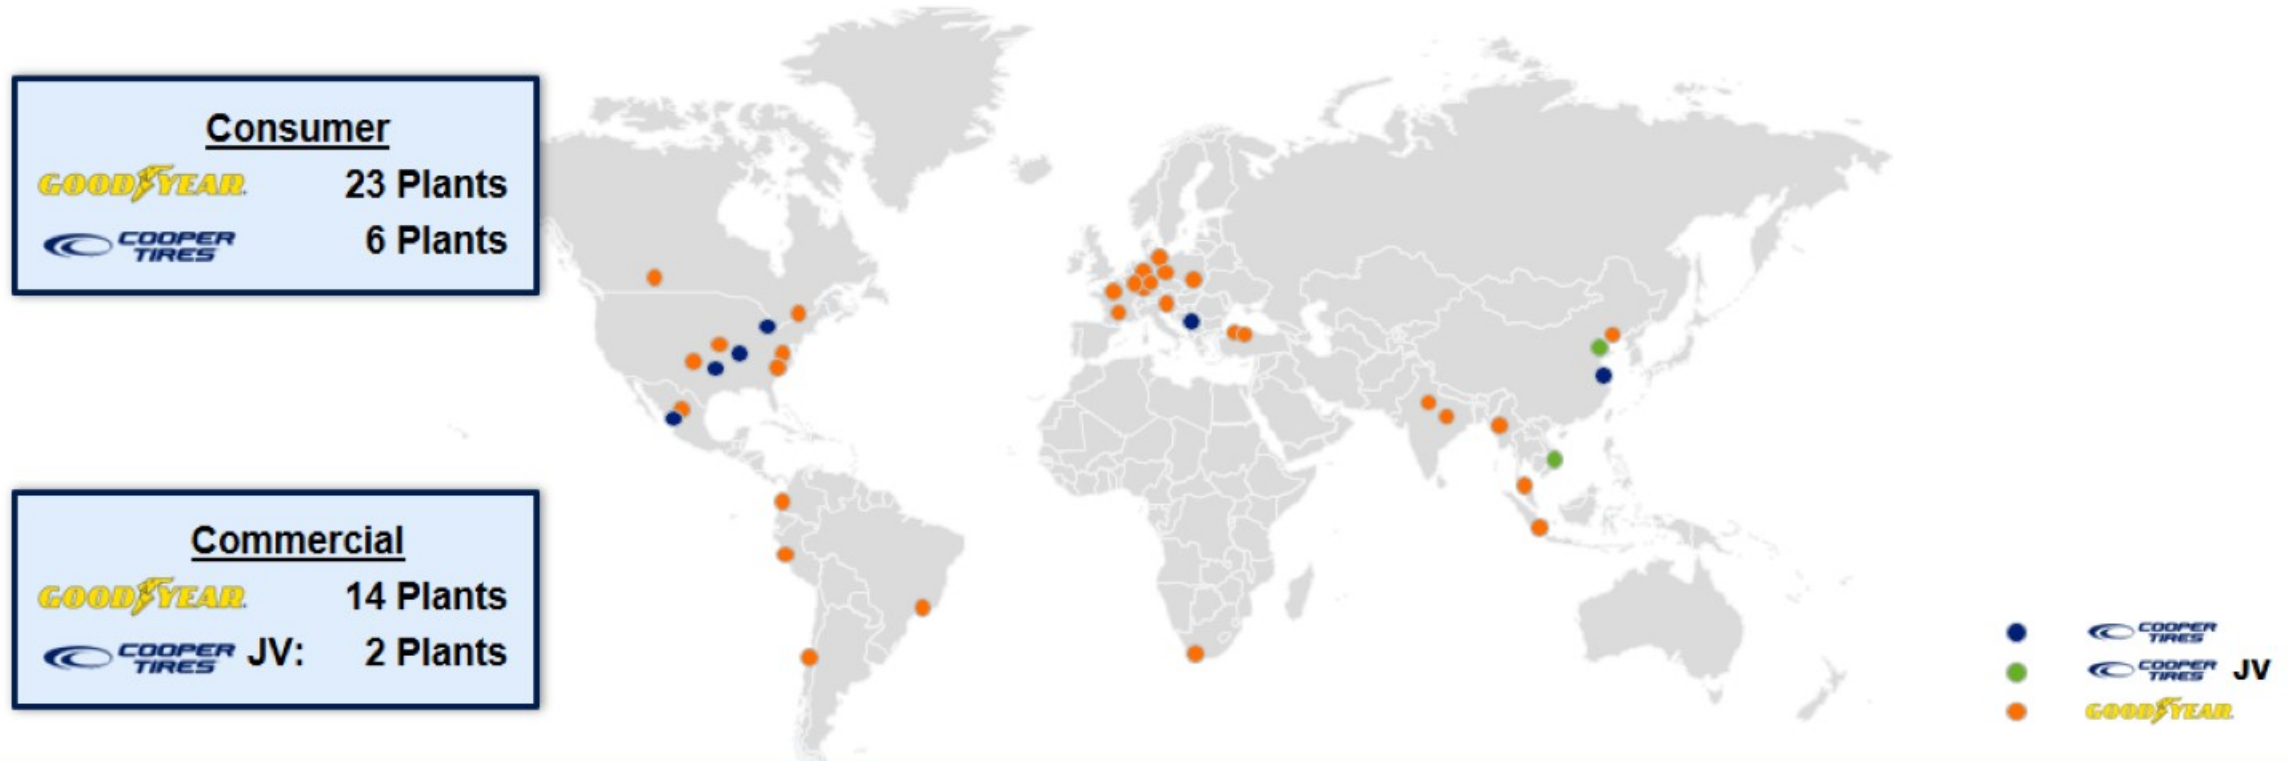 Consumer
GOODYEAR 23 Plants
COOPER TIRES 6 Plants
Commercial
GOODYEAR 14 Plants
COOPER TIRES JV: 2 Plants
COOPER TIRES
COOPER TIRES JV
GOODYEAR